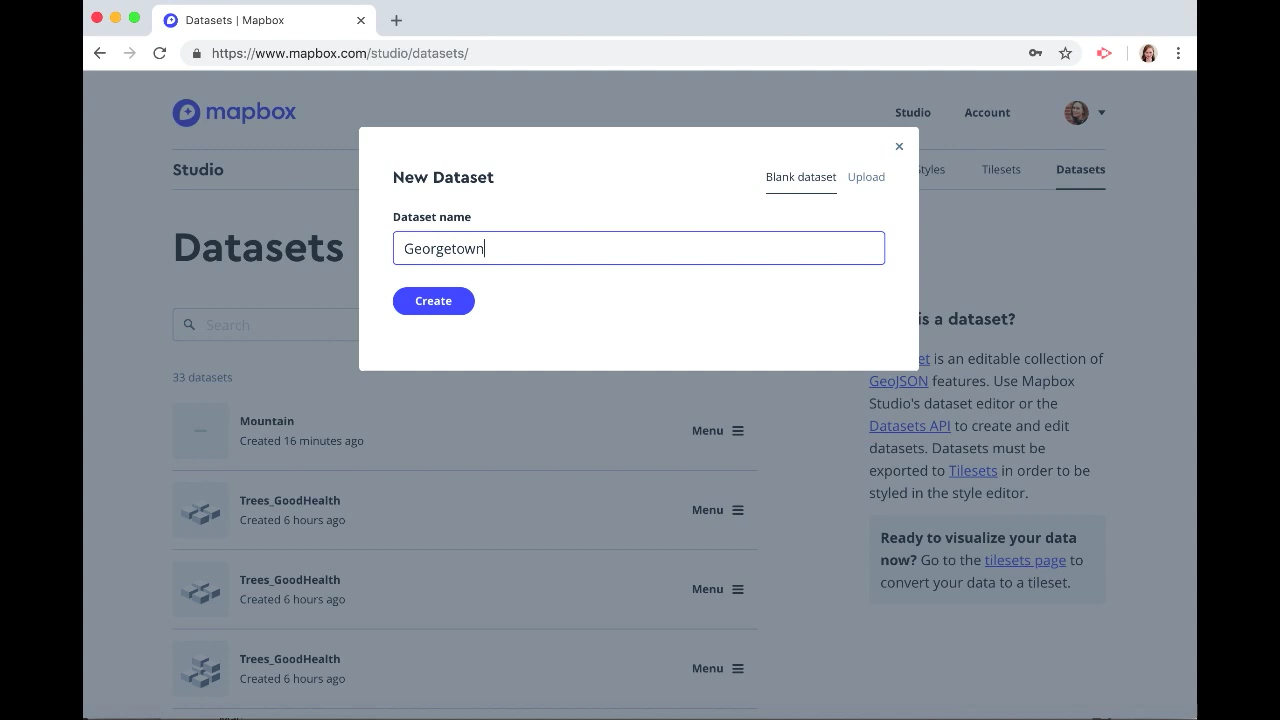 Datasets | Mapbox
https://www.mapbox.com/studio/datasets/
mapbox
Studio
Account
Studio
tyles
Tilesets
Datasets
New Dataset
Blank dataset
Upload
Dataset name
Georgetown
Create
Datasets
Search
33 datasets
Mountain
Created 16 minutes ago
Menu
Trees_GoodHealth
Created 6 hours ago
Menu
Trees_GoodHealth
Created 6 hours ago
Menu
Trees_GoodHealth
Created 6 hours ago
Menu
is a dataset?
et is an editable collection of
GeoJSON features. Use Mapbox
Studio's dataset editor or the
Datasets API to create and edit
datasets. Datasets must be
exported to Tilesets in order to be
styled in the style editor.
Ready to visualize your data
now? Go to the tilesets page to
convert your data to a tileset.